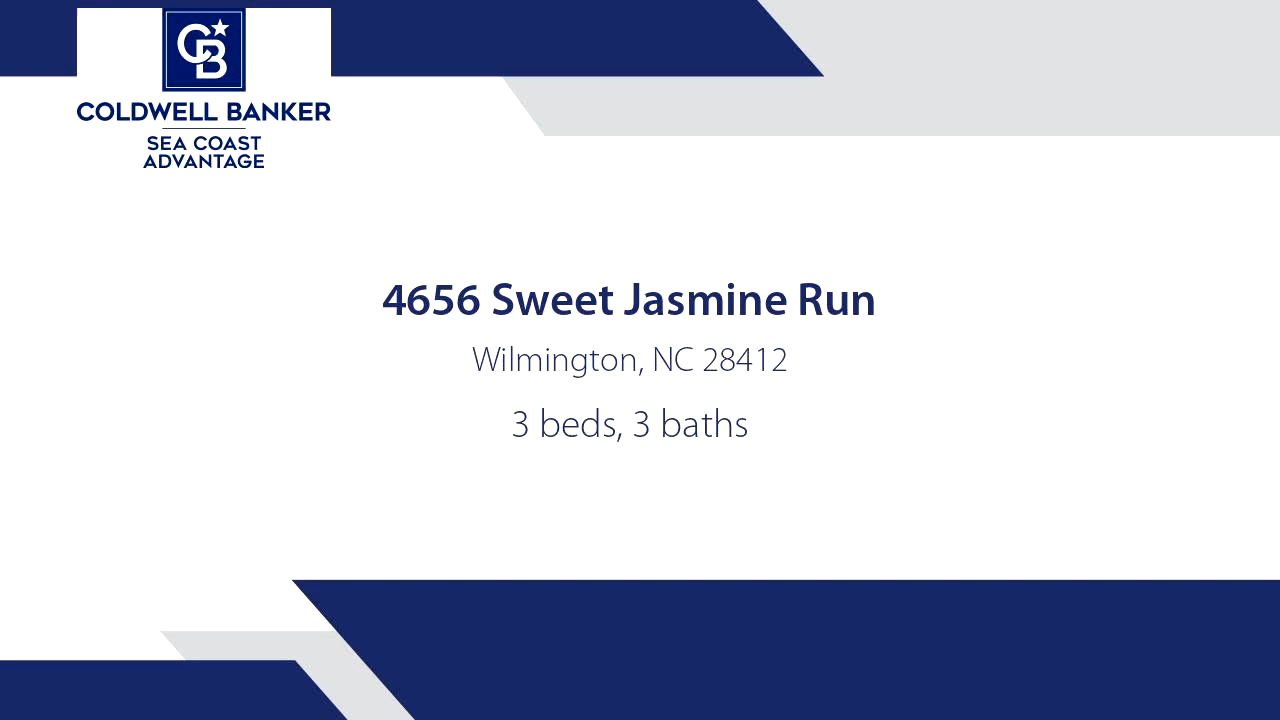 CB
COLDWELL BANKER
SEA COAST
ADVANTAGE
4656 Sweet Jasmine Run
Wilmington, NC 28412
3 beds, 3 baths